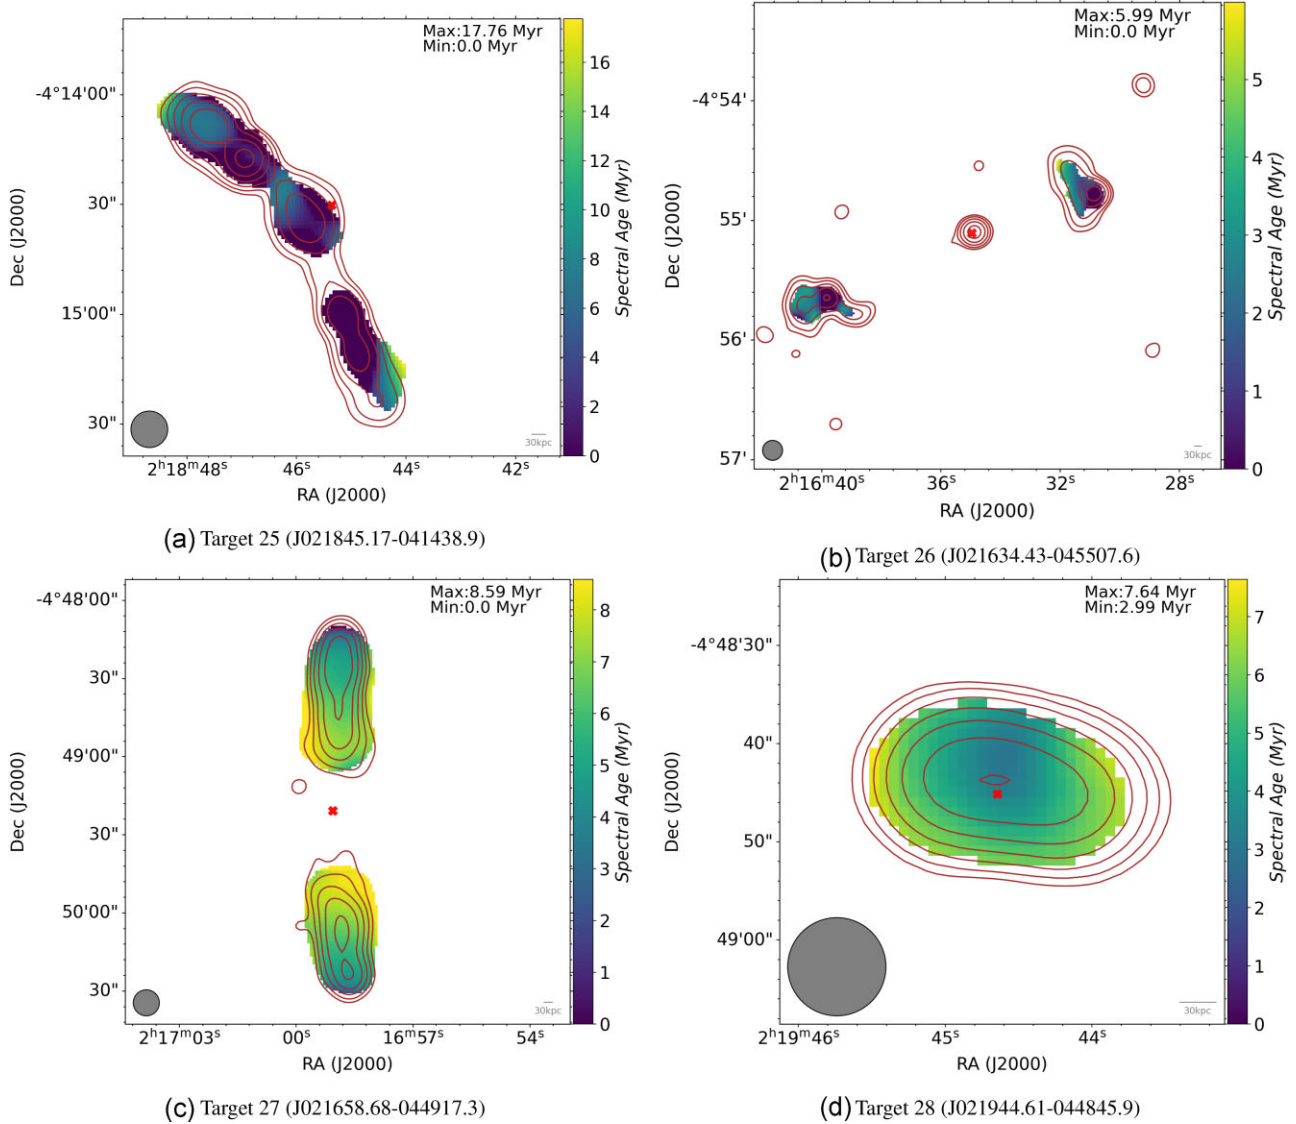 Max:17.76 Myr
Min:0.0 Myr
-4°14'00"
30"
15'00"
30"
Dec (J2000)
2ʰ18ᵐ48ˢ 46ˢ 44ˢ 42ˢ
RA (J2000)
30kpc
16
14
12
10
8
6
4
2
0
Spectral Age (Myr)
(a) Target 25 (J021845.17-041438.9)
Max:5.99 Myr
Min:0.0 Myr
-4°54'
55'
56'
57'
Dec (J2000)
2ʰ16ᵐ40ˢ 36ˢ 32ˢ 28ˢ
RA (J2000)
30kpc
5
4
3
2
1
0
Spectral Age (Myr)
(b) Target 26 (J021634.43-045507.6)
Max:8.59 Myr
Min:0.0 Myr
-4°48'00"
30"
49'00"
30"
50'00"
30"
Dec (J2000)
2ʰ17ᵐ03ˢ 00ˢ 16ᵐ57ˢ 54ˢ
RA (J2000)
30kpc
8
7
6
5
4
3
2
1
0
Spectral Age (Myr)
(c) Target 27 (J021658.68-044917.3)
Max:7.64 Myr
Min:2.99 Myr
-4°48'30"
40"
50"
49'00"
Dec (J2000)
2ʰ19ᵐ46ˢ 45ˢ 44ˢ
RA (J2000)
30kpc
7
6
5
4
3
2
1
0
Spectral Age (Myr)
(d) Target 28 (J021944.61-044845.9)